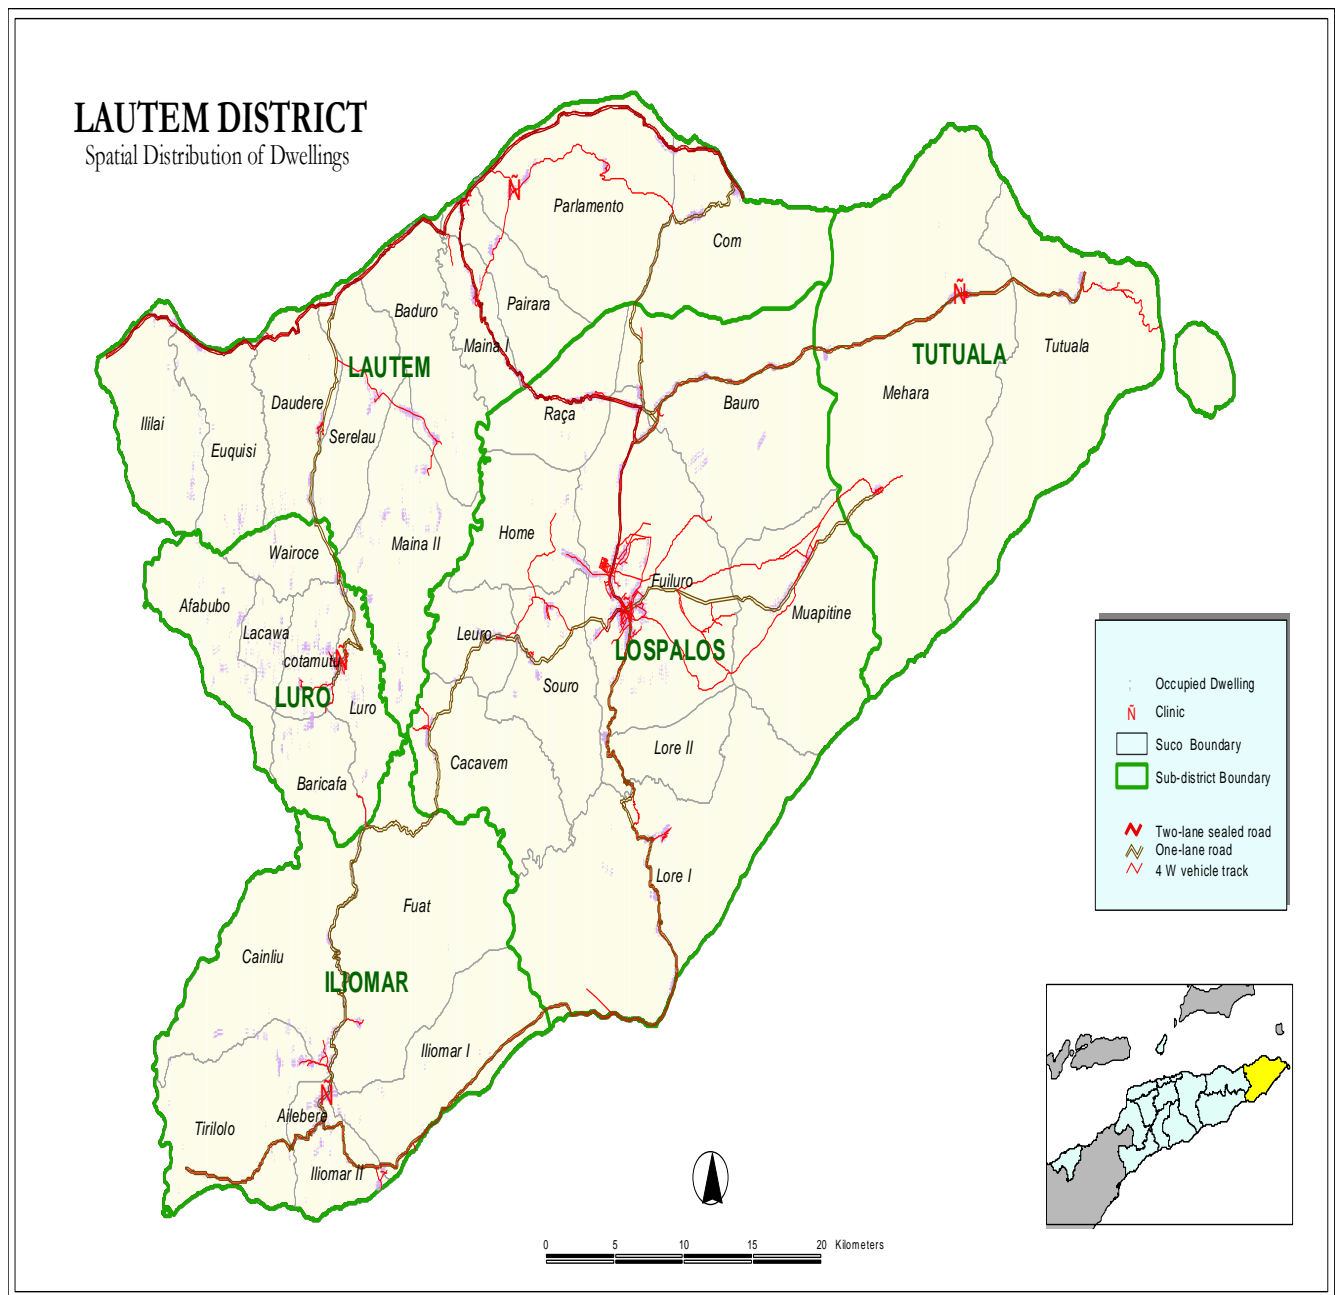 LAUTEM DISTRICT
Spatial Distribution of Dwellings
Parlamento
Com
Pairara
Baduro
Maina I
LAUTEM
TUTUALA
Tutuala
Mehara
Bauro
Raça
Daudere
Ililai
Serelau
Euquisi
Home
Maina II
Wairoce
Fuiluro
Muapitine
Afabubo
Lacawa
Leuro
LOSPALOS
cotamutu
Souro
LURO
Luro
Lore II
Cacavem
Baricafa
Lore I
Fuat
Cainliu
ILIOMAR
Iliomar I
Ailebere
Tirilolo
Iliomar II
Ñ
Ñ
Ñ
Ñ
Occupied Dwelling
Ñ Clinic
Suco Boundary
Sub-district Boundary
Two-lane sealed road
One-lane road
4 W vehicle track
0 5 10 15 20 Kilometers